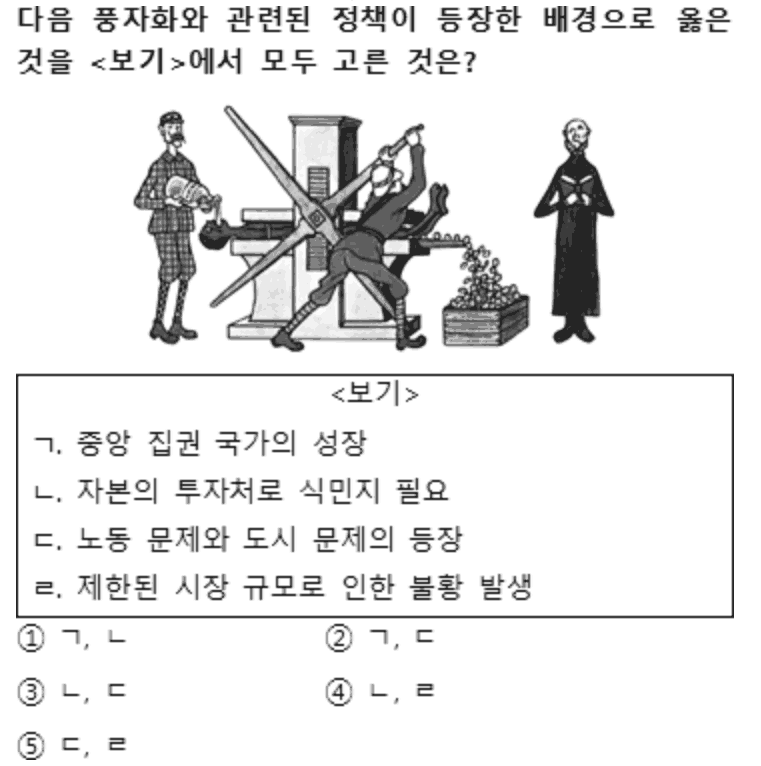 다음 풍자화와 관련된 정책이 등장한 배경으로 옳은
것을 <보기>에서 모두 고른 것은?
<보기>
ㄱ. 중앙 집권 국가의 성장
ㄴ. 자본의 투자처로 식민지 필요
ㄷ. 노동 문제와 도시 문제의 등장
ㄹ. 제한된 시장 규모로 인한 불황 발생
① ㄱ, ㄴ ② ㄱ, ㄷ
③ ㄴ, ㄷ ④ ㄴ, ㄹ
⑤ ㄷ, ㄹ